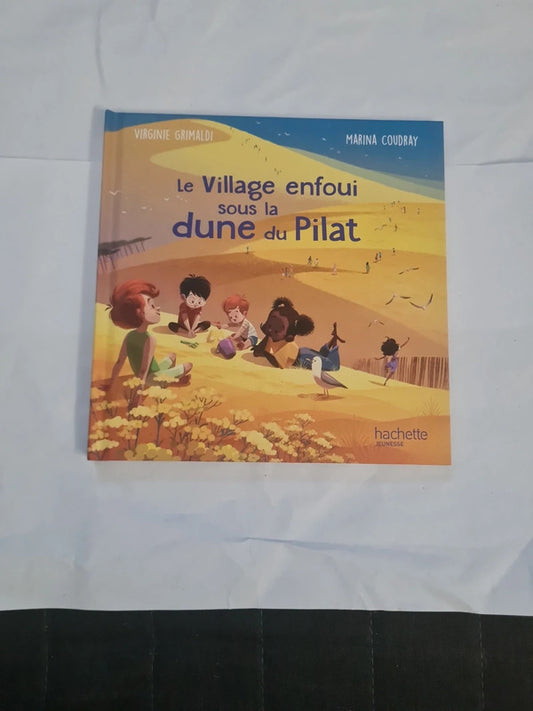 VIRGINIE GRIMALDI
MARINA COUDRAY
Le Village enfoui
sous la
dune du Pilat
hachette
JEUNESSE